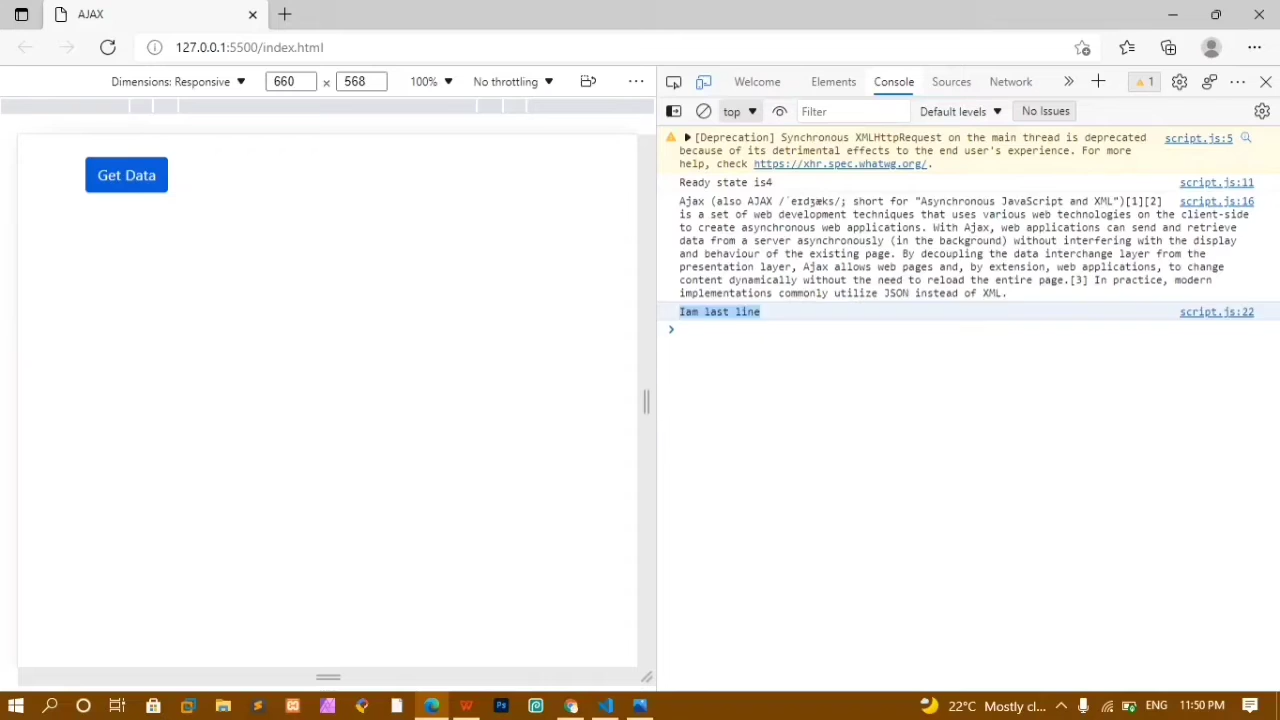 AJAX
127.0.0.1:5500/index.html
Dimensions: Responsive 660 × 568 100% No throttling
Welcome Elements Console Sources Network 1
top Filter Default levels No Issues
Get Data
[Deprecation] Synchronous XMLHttpRequest on the main thread is deprecated script.js:5
because of its detrimental effects to the end user's experience. For more
help, check https://xhr.spec.whatwg.org/.
Ready state is4 script.js:11
Ajax (also AJAX /ˈeɪdʒæks/; short for "Asynchronous JavaScript and XML")[1][2] script.js:16
is a set of web development techniques that uses various web technologies on the client-side
to create asynchronous web applications. With Ajax, web applications can send and retrieve
data from a server asynchronously (in the background) without interfering with the display
and behaviour of the existing page. By decoupling the data interchange layer from the
presentation layer, Ajax allows web pages and, by extension, web applications, to change
content dynamically without the need to reload the entire page.[3] In practice, modern
implementations commonly utilize JSON instead of XML.
Iam last line script.js:22
Ps
22°C Mostly cl... ENG 11:50 PM